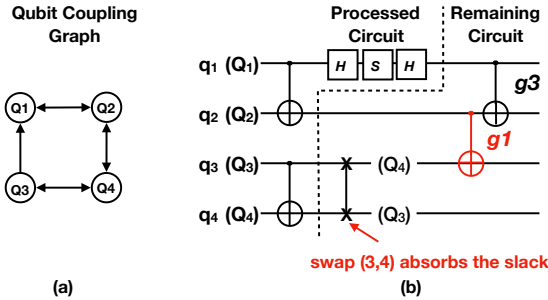 Qubit Coupling
Graph
Q1
Q2
Q3
Q4
(a)
Processed
Circuit
Remaining
Circuit
q1 (Q1)
H
S
H
g3
q2 (Q2)
g1
q3 (Q3)
X
(Q4)
q4 (Q4)
X
(Q3)
swap (3,4) absorbs the slack
(b)